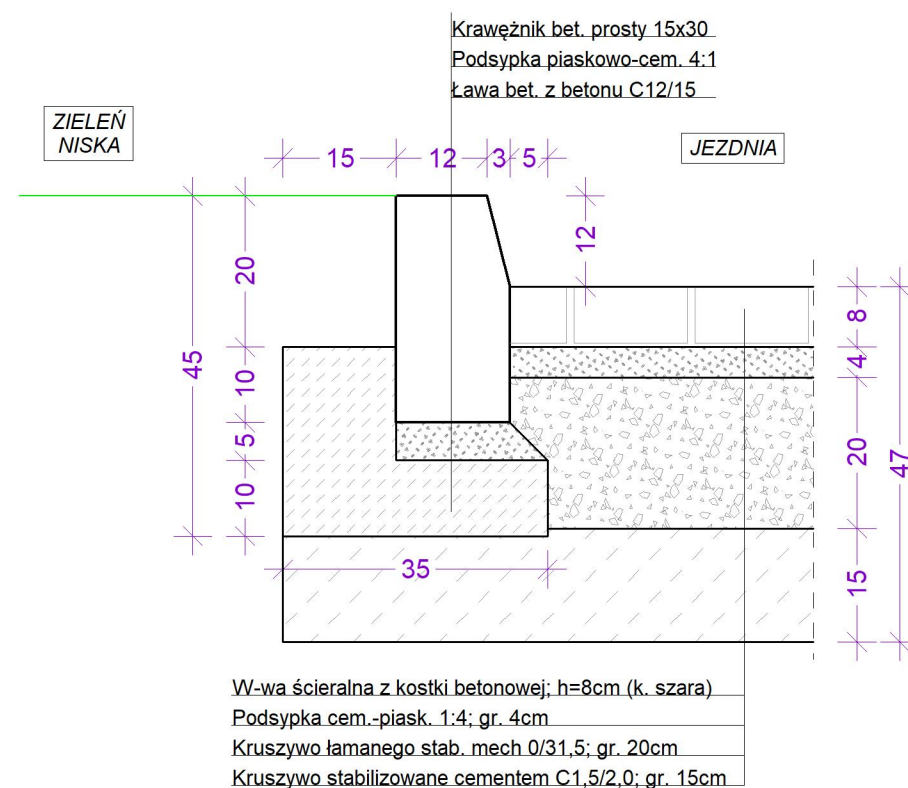 Krawężnik bet. prosty 15x30
Podsypka piaskowo-cem. 4:1
Ława bet. z betonu C12/15
ZIELEŃ
NISKA
JEZDNIA
15
12
3
5
12
20
45
10
5
10
35
8
4
20
47
15
W-wa ścieralna z kostki betonowej; h=8cm (k. szara)
Podsypka cem.-piask. 1:4; gr. 4cm
Kruszywo łamanego stab. mech 0/31,5; gr. 20cm
Kruszywo stabilizowane cementem C1,5/2,0; gr. 15cm